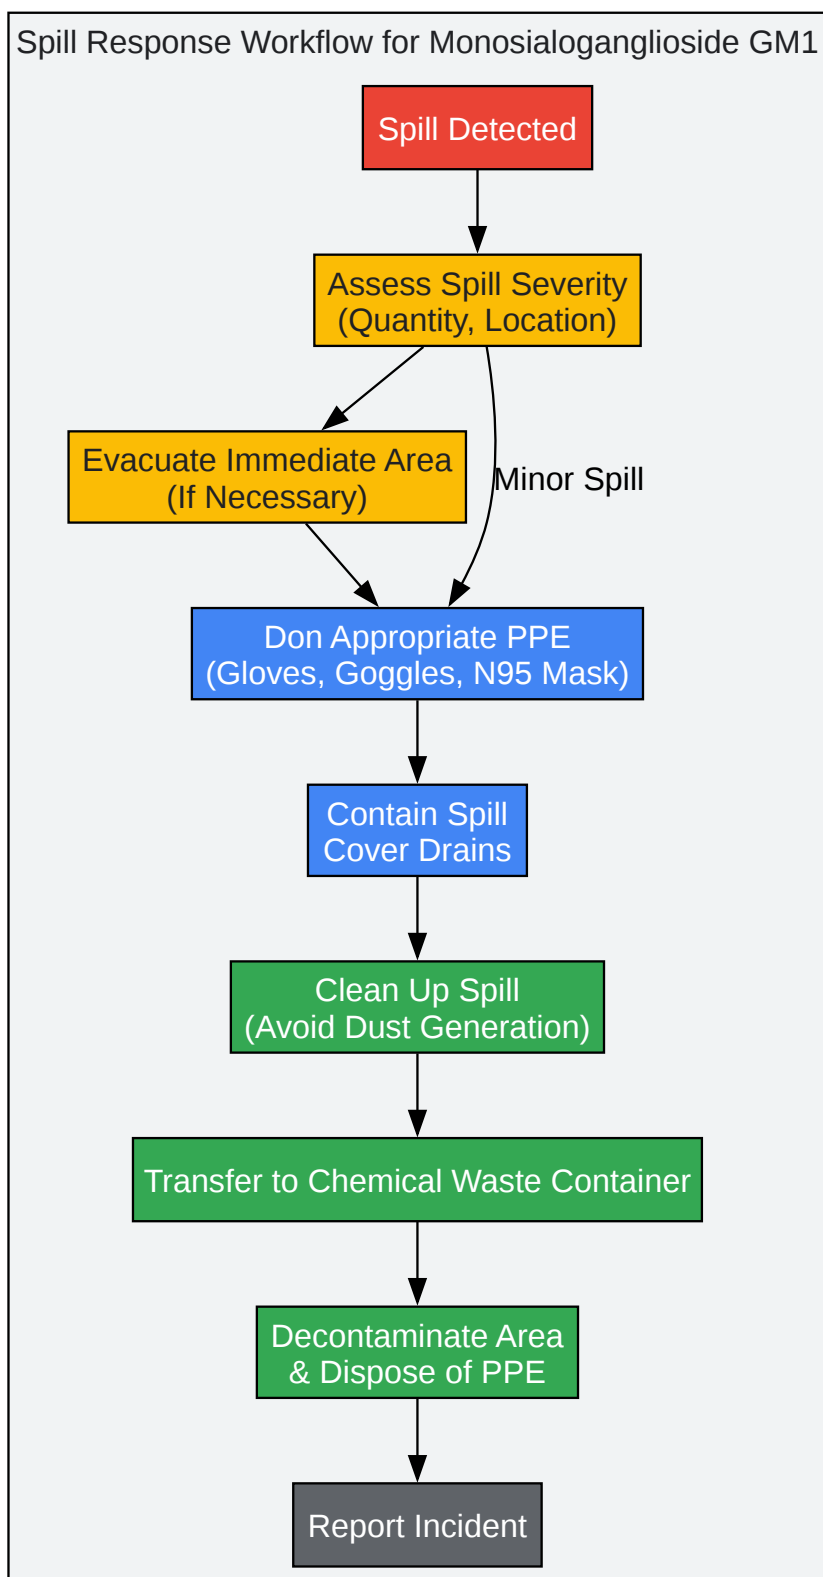 Spill Response Workflow for Monosialoganglioside GM1
Spill Detected
Assess Spill Severity
(Quantity, Location)
Evacuate Immediate Area
(If Necessary)
Minor Spill
Don Appropriate PPE
(Gloves, Goggles, N95 Mask)
Contain Spill
Cover Drains
Clean Up Spill
(Avoid Dust Generation)
Transfer to Chemical Waste Container
Decontaminate Area
& Dispose of PPE
Report Incident